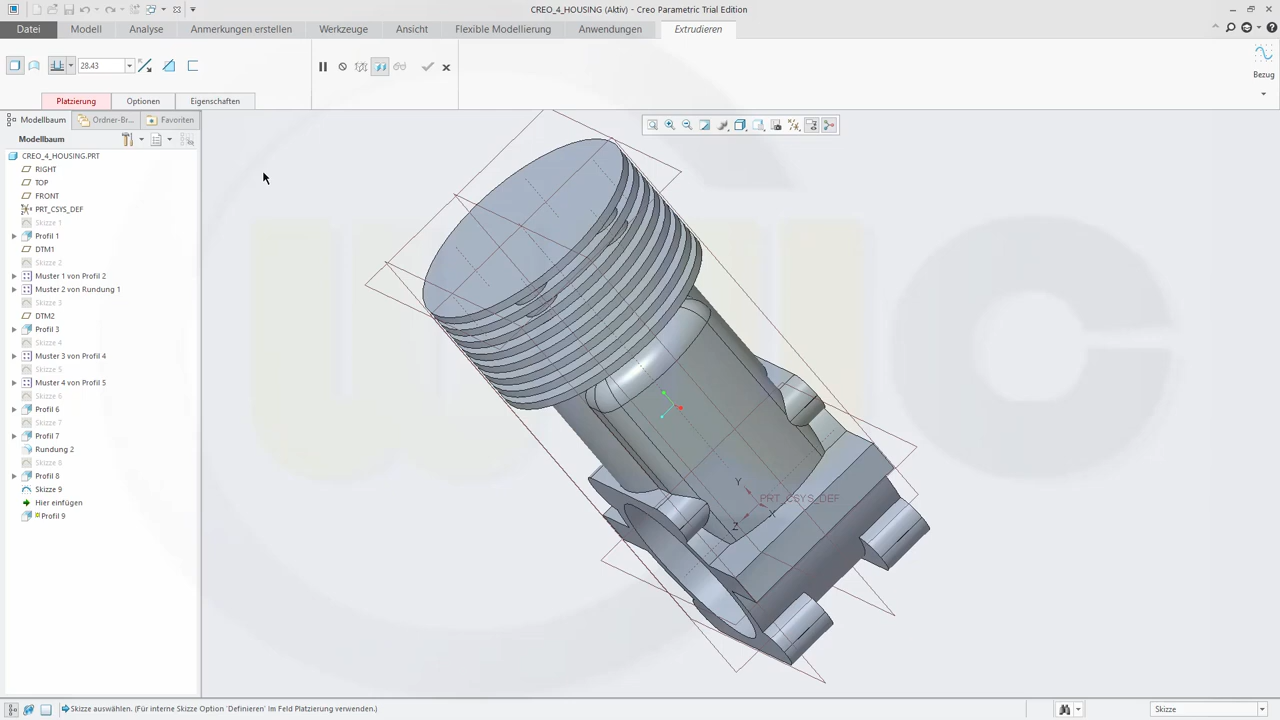 CREO_4_HOUSING (Aktiv) - Creo Parametric Trial Edition
Datei Modell Analyse Anmerkungen erstellen Werkzeuge Ansicht Flexible Modellierung Anwendungen Extrudieren
28.43
Bezug
Platzierung Optionen Eigenschaften
Modellbaum Ordner-Br... Favoriten
Modellbaum
CREO_4_HOUSING.PRT
RIGHT
TOP
FRONT
PRT_CSYS_DEF
Skizze 1
Profil 1
DTM1
Skizze 2
Muster 1 von Profil 2
Muster 2 von Rundung 1
Skizze 3
DTM2
Profil 3
Skizze 4
Muster 3 von Profil 4
Skizze 5
Muster 4 von Profil 5
Skizze 6
Profil 6
Skizze 7
Profil 7
Rundung 2
Skizze 8
Profil 8
Skizze 9
Hier einfügen
Profil 9
Y
PRT_CSYS_DEF
X
Z
Skizze auswählen. (Für interne Skizze Option 'Definieren' im Feld Platzierung verwenden.)
Skizze